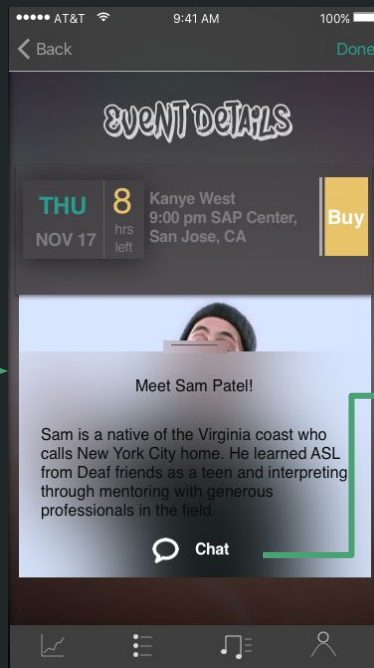 AT&T 9:41 AM 100%
Back Done
EVENT DETAILS
THU 8 Kanye West
hrs 9:00 pm SAP Center, Buy
NOV 17 left San Jose, CA
Meet Sam Patel!
Sam is a native of the Virginia coast who
calls New York City home. He learned ASL
from Deaf friends as a teen and interpreting
through mentoring with generous
professionals in the field.
Chat